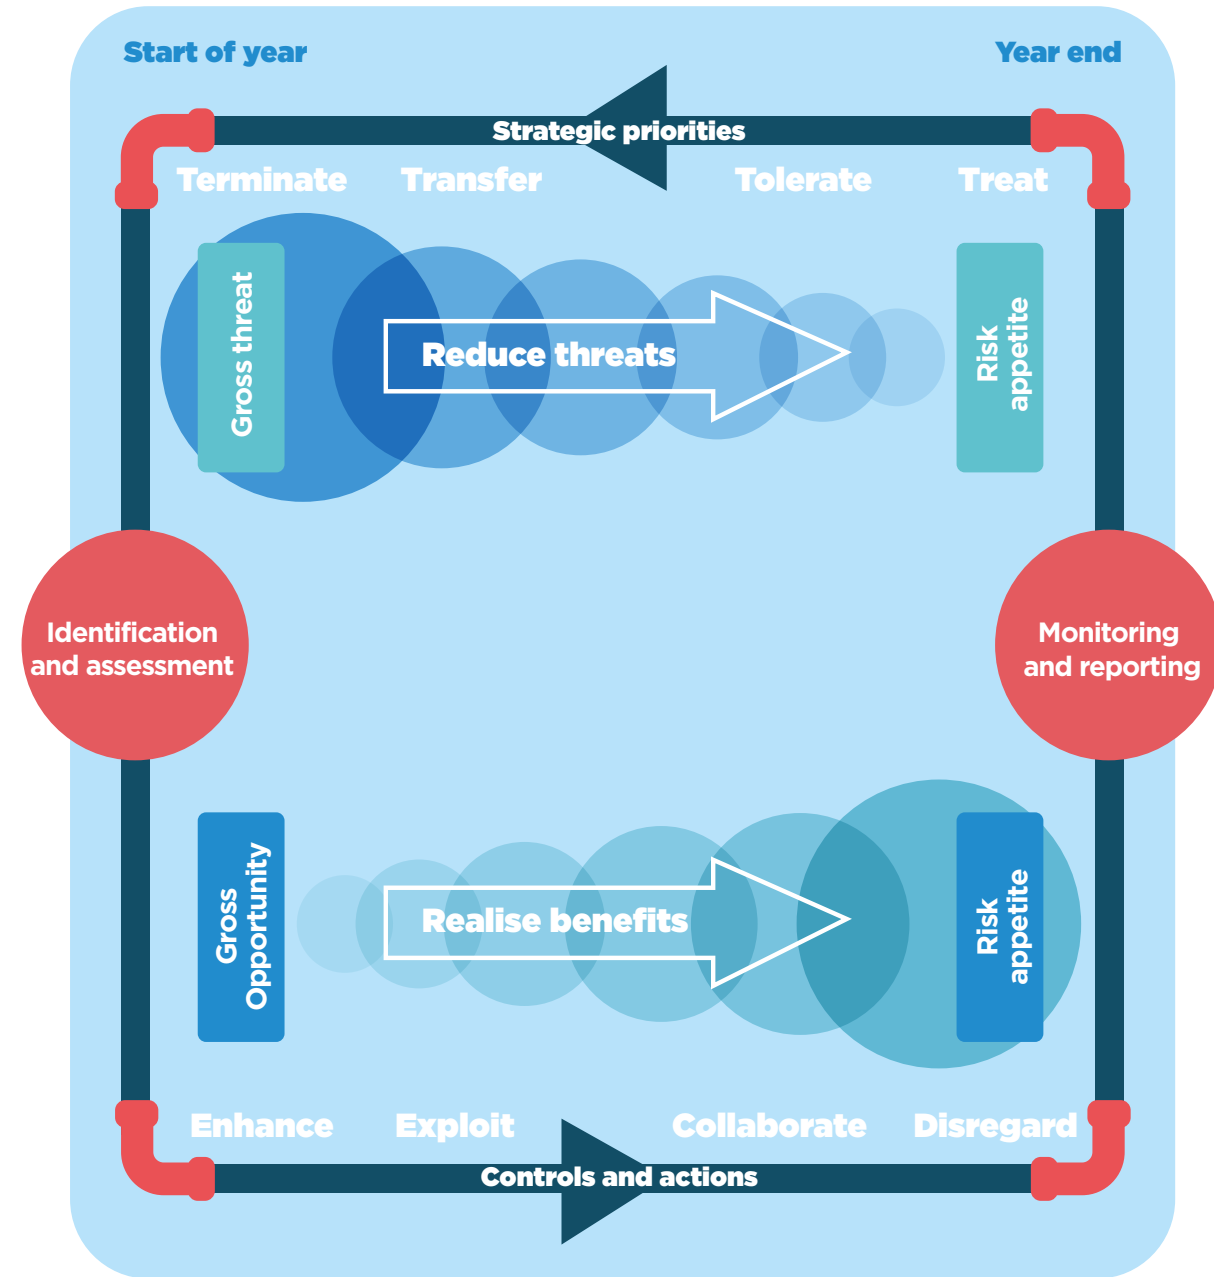 Start of year
Year end
Strategic priorities
Terminate
Transfer
Tolerate
Treat
Gross threat
Reduce threats
Risk
appetite
Identification
and assessment
Monitoring
and reporting
Gross
Opportunity
Realise benefits
Risk
appetite
Enhance
Exploit
Collaborate
Disregard
Controls and actions